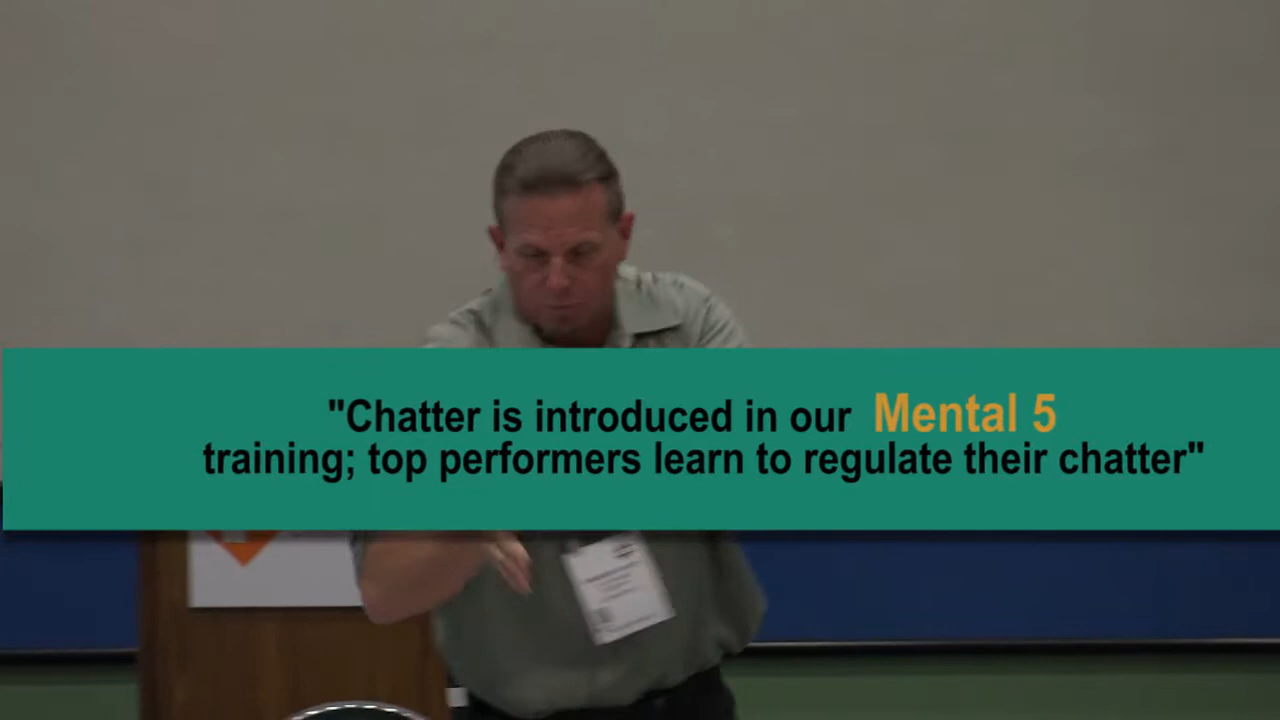 "Chatter is introduced in our Mental 5
training; top performers learn to regulate their chatter"